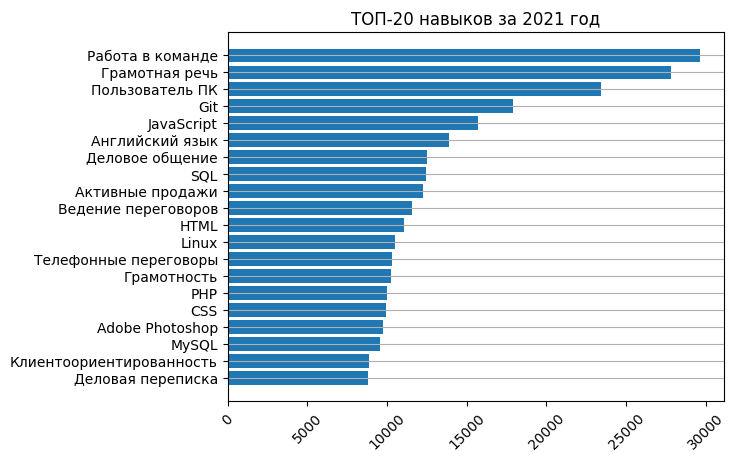 ТОП-20 навыков за 2021 год
Работа в команде
Грамотная речь
Пользователь ПК
Git
JavaScript
Английский язык
Деловое общение
SQL
Активные продажи
Ведение переговоров
HTML
Linux
Телефонные переговоры
Грамотность
PHP
CSS
Adobe Photoshop
MySQL
Клиентоориентированность
Деловая переписка
0
5000
10000
15000
20000
25000
30000